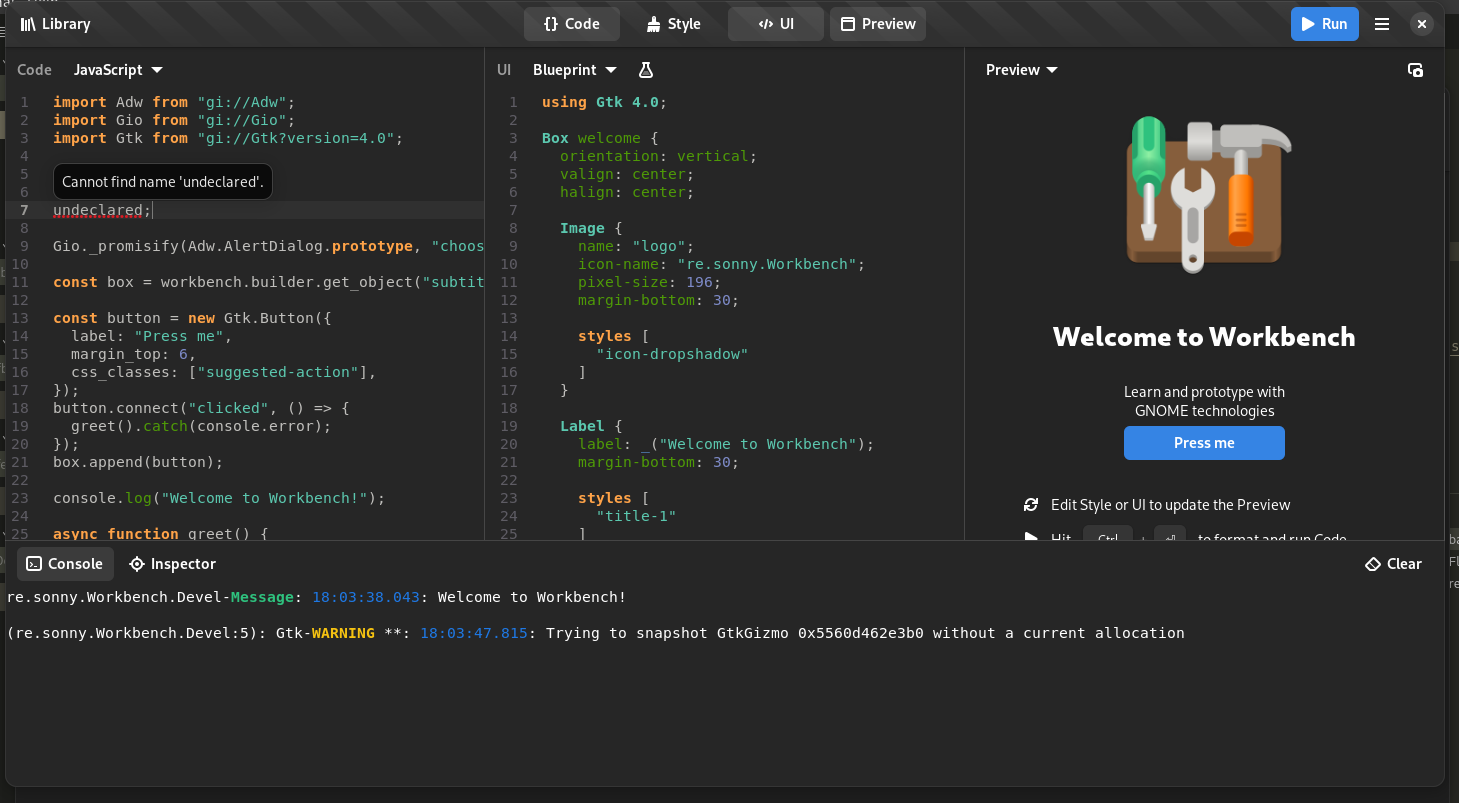 Library
Code
Style
UI
Preview
Run
Code JavaScript
1 import Adw from "gi://Adw";
2 import Gio from "gi://Gio";
3 import Gtk from "gi://Gtk?version=4.0";
4
5
Cannot find name 'undeclared'.
6
7 undeclared;
8
9 Gio._promisify(Adw.AlertDialog.prototype, "choos
10
11 const box = workbench.builder.get_object("subtit
12
13 const button = new Gtk.Button({
14 label: "Press me",
15 margin_top: 6,
16 css_classes: ["suggested-action"],
17 });
18 button.connect("clicked", () => {
19 greet().catch(console.error);
20 });
21 box.append(button);
22
23 console.log("Welcome to Workbench!");
24
25 async function greet() {
UI Blueprint
1 using Gtk 4.0;
2
3 Box welcome {
4 orientation: vertical;
5 valign: center;
6 halign: center;
7
8 Image {
9 name: "logo";
10 icon-name: "re.sonny.Workbench";
11 pixel-size: 196;
12 margin-bottom: 30;
13
14 styles [
15 "icon-dropshadow"
16 ]
17 }
18
19 Label {
20 label: _("Welcome to Workbench");
21 margin-bottom: 30;
22
23 styles [
24 "title-1"
25 ]
Preview
Welcome to Workbench
Learn and prototype with
GNOME technologies
Press me
Edit Style or UI to update the Preview
Hit Ctrl + ⏎ to format and run Code
Console
Inspector
Clear
re.sonny.Workbench.Devel-Message: 18:03:38.043: Welcome to Workbench!
(re.sonny.Workbench.Devel:5): Gtk-WARNING **: 18:03:47.815: Trying to snapshot GtkGizmo 0x5560d462e3b0 without a current allocation